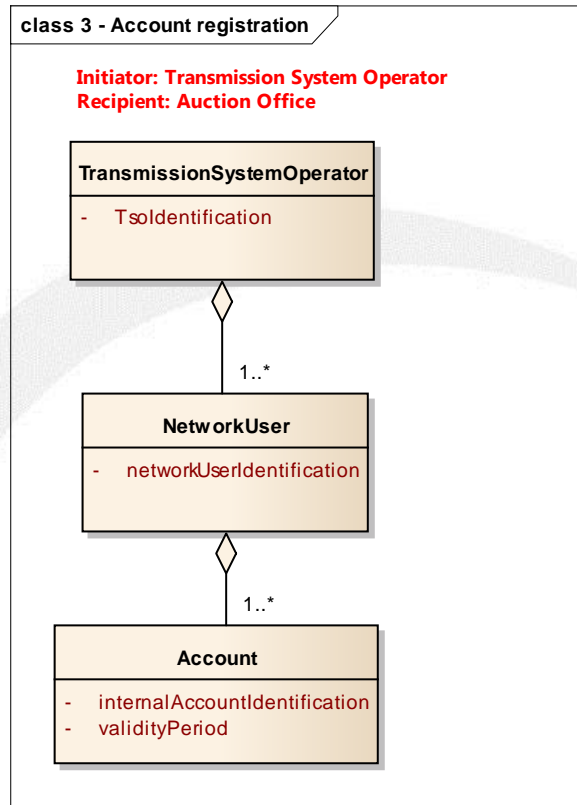 class 3 - Account registration
Initiator: Transmission System Operator
Recipient: Auction Office
TransmissionSystemOperator
- TsoIdentification
1..*
NetworkUser
- networkUserIdentification
1..*
Account
- internalAccountIdentification
- validityPeriod